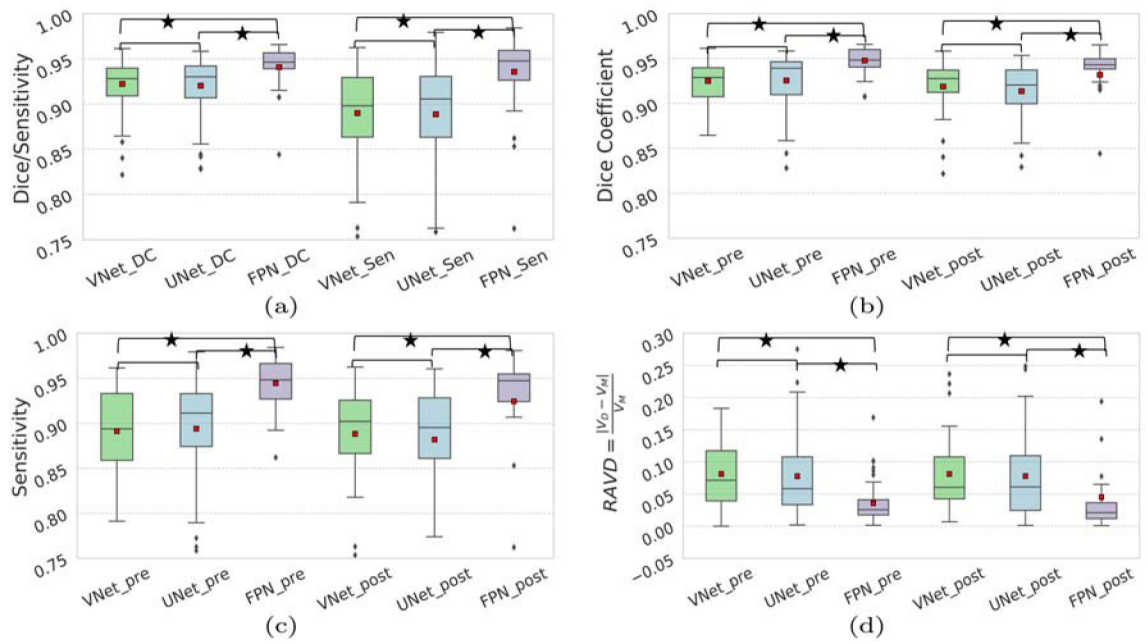 1.00
0.95
0.90
0.85
0.80
0.75
Dice/Sensitivity
VNet_DC
UNet_DC
FPN_DC
VNet_Sen
UNet_Sen
FPN_Sen
(a)
1.00
0.95
0.90
0.85
0.80
0.75
Dice Coefficient
VNet_pre
UNet_pre
FPN_pre
VNet_post
UNet_post
FPN_post
(b)
1.00
0.95
0.90
0.85
0.80
0.75
Sensitivity
VNet_pre
UNet_pre
FPN_pre
VNet_post
UNet_post
FPN_post
(c)
0.30
0.25
0.20
0.15
0.10
0.05
0.00
−0.05
RAVD = |V_D − V_M| / V_M
VNet_pre
UNet_pre
FPN_pre
VNet_post
UNet_post
FPN_post
(d)